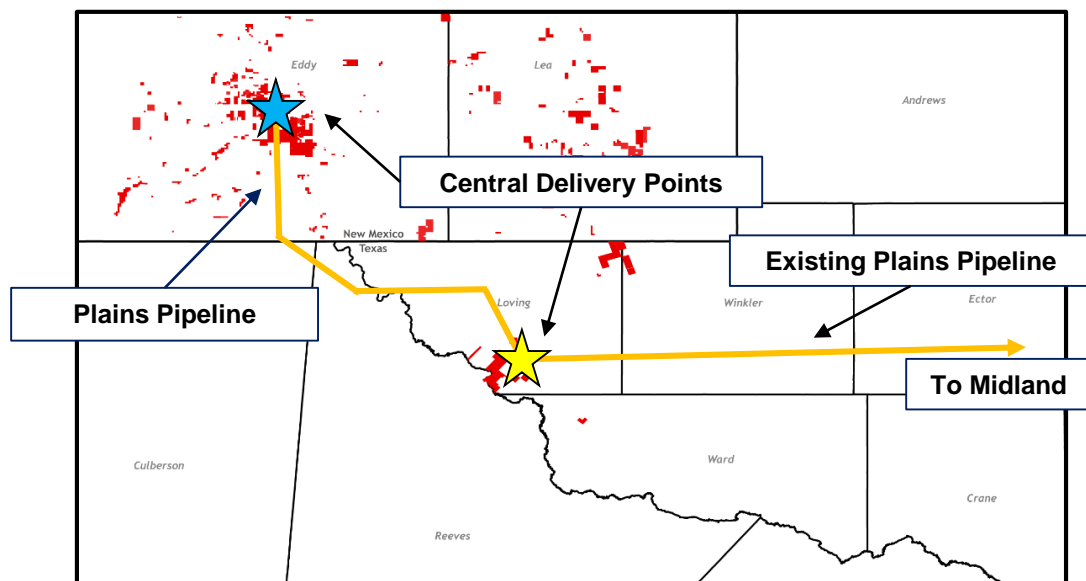 Eddy
Lea
Andrews
Central Delivery Points
New Mexico
Texas
Existing Plains Pipeline
Plains Pipeline
Loving
Winkler
Ector
To Midland
Culberson
Ward
Crane
Reeves